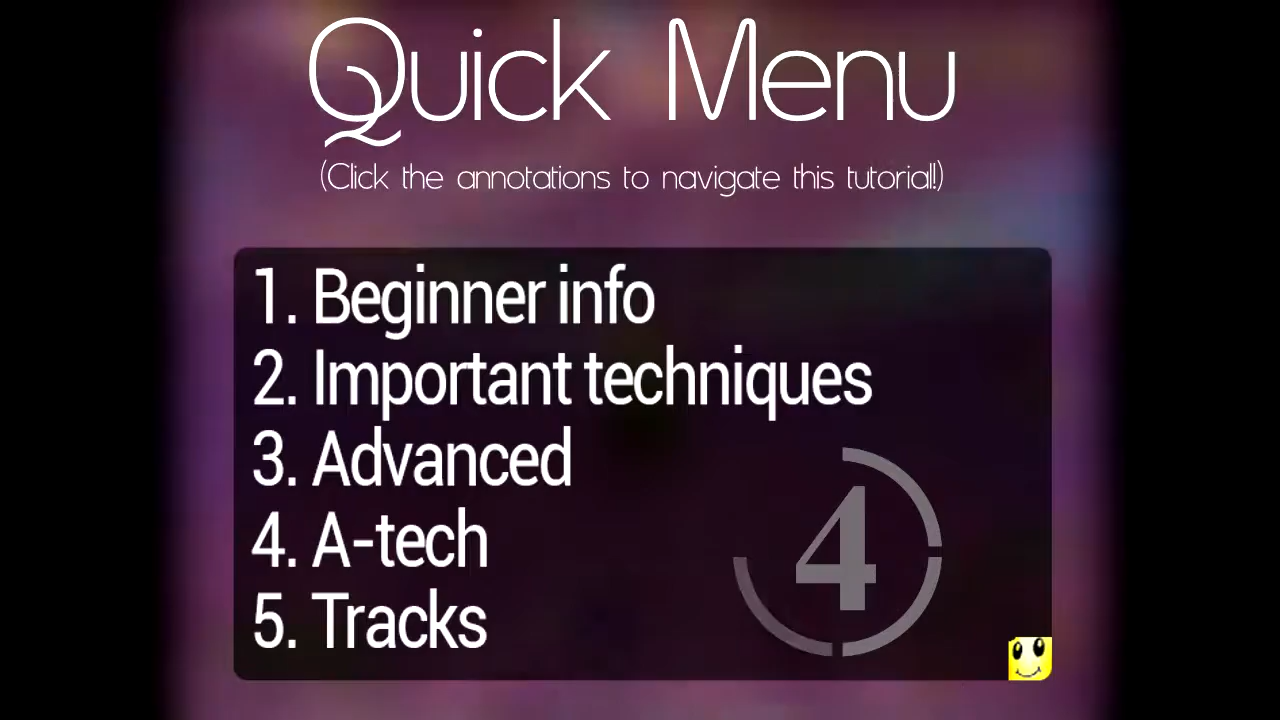 Quick Menu
(Click the annotations to navigate this tutorial!)
1. Beginner info
2. Important techniques
3. Advanced
4. A-tech
5. Tracks
4